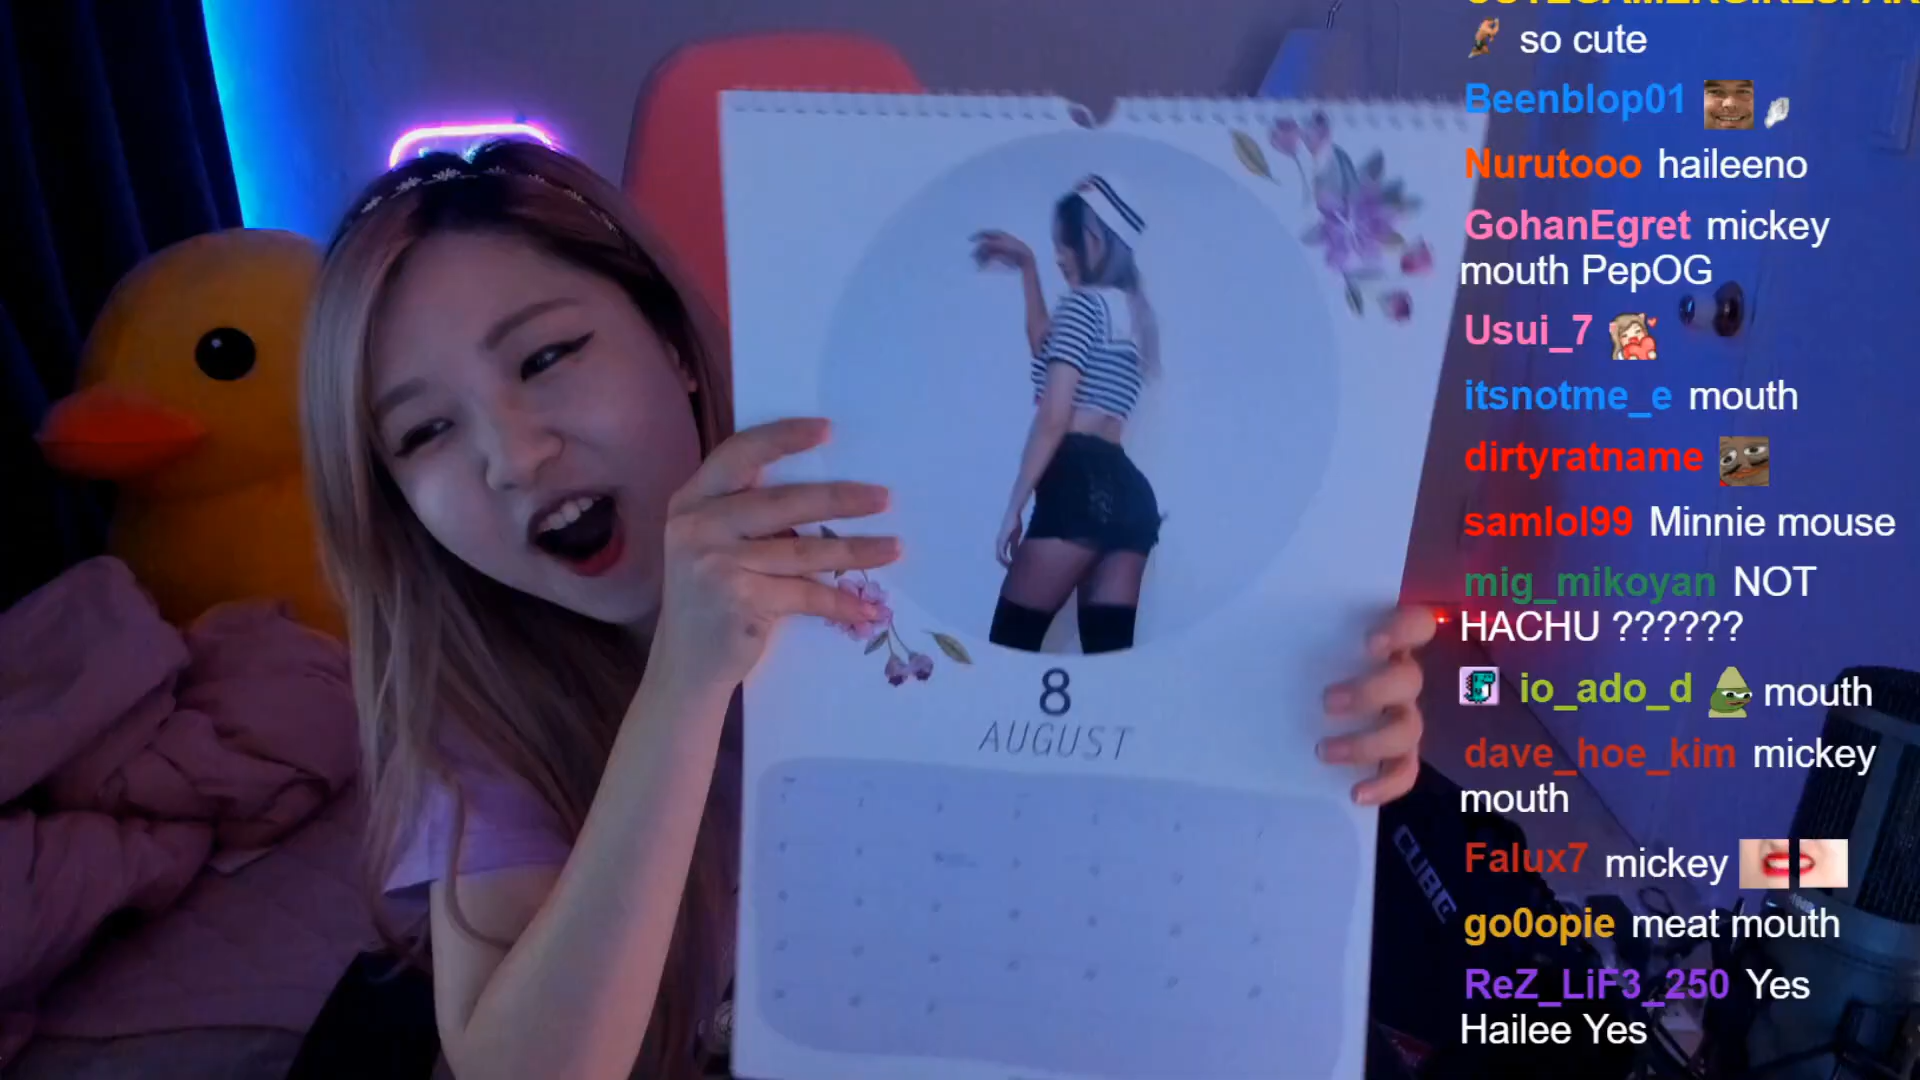 so cute
Beenblop01
Nurutooo haileeno
GohanEgret mickey
mouth PepOG
Usui_7
itsnotme_e mouth
dirtyratname
samlol99 Minnie mouse
mig_mikoyan NOT
HACHU ??????
io_ado_d mouth
dave_hoe_kim mickey
mouth
Falux7 mickey
go0opie meat mouth
ReZ_LiF3_250 Yes
Hailee Yes
8
AUGUST
CUBE